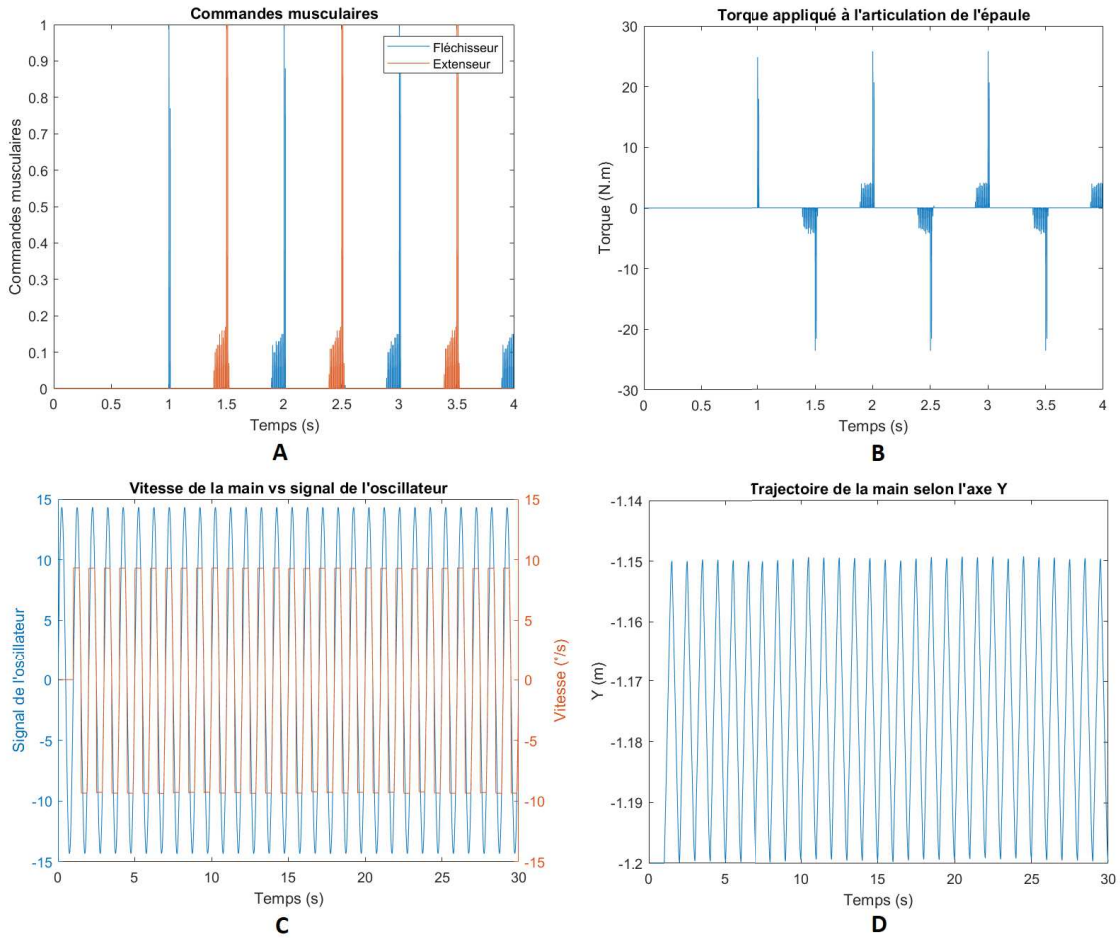 Commandes musculaires
Commandes musculaires
1
0.9
0.8
0.7
0.6
0.5
0.4
0.3
0.2
0.1
0
Fléchisseur
Extenseur
0 0.5 1 1.5 2 2.5 3 3.5 4
Temps (s)
A
Torque appliqué à l'articulation de l'épaule
Torque (N.m)
30
20
10
0
-10
-20
-30
0 0.5 1 1.5 2 2.5 3 3.5 4
Temps (s)
B
Vitesse de la main vs signal de l'oscillateur
Signal de l'oscillateur
15
10
5
0
-5
-10
-15
15
10
5
0
-5
-10
-15
Vitesse (°/s)
0 5 10 15 20 25 30
Temps (s)
C
Trajectoire de la main selon l'axe Y
Y (m)
-1.14
-1.15
-1.16
-1.17
-1.18
-1.19
-1.2
0 5 10 15 20 25 30
Temps (s)
D